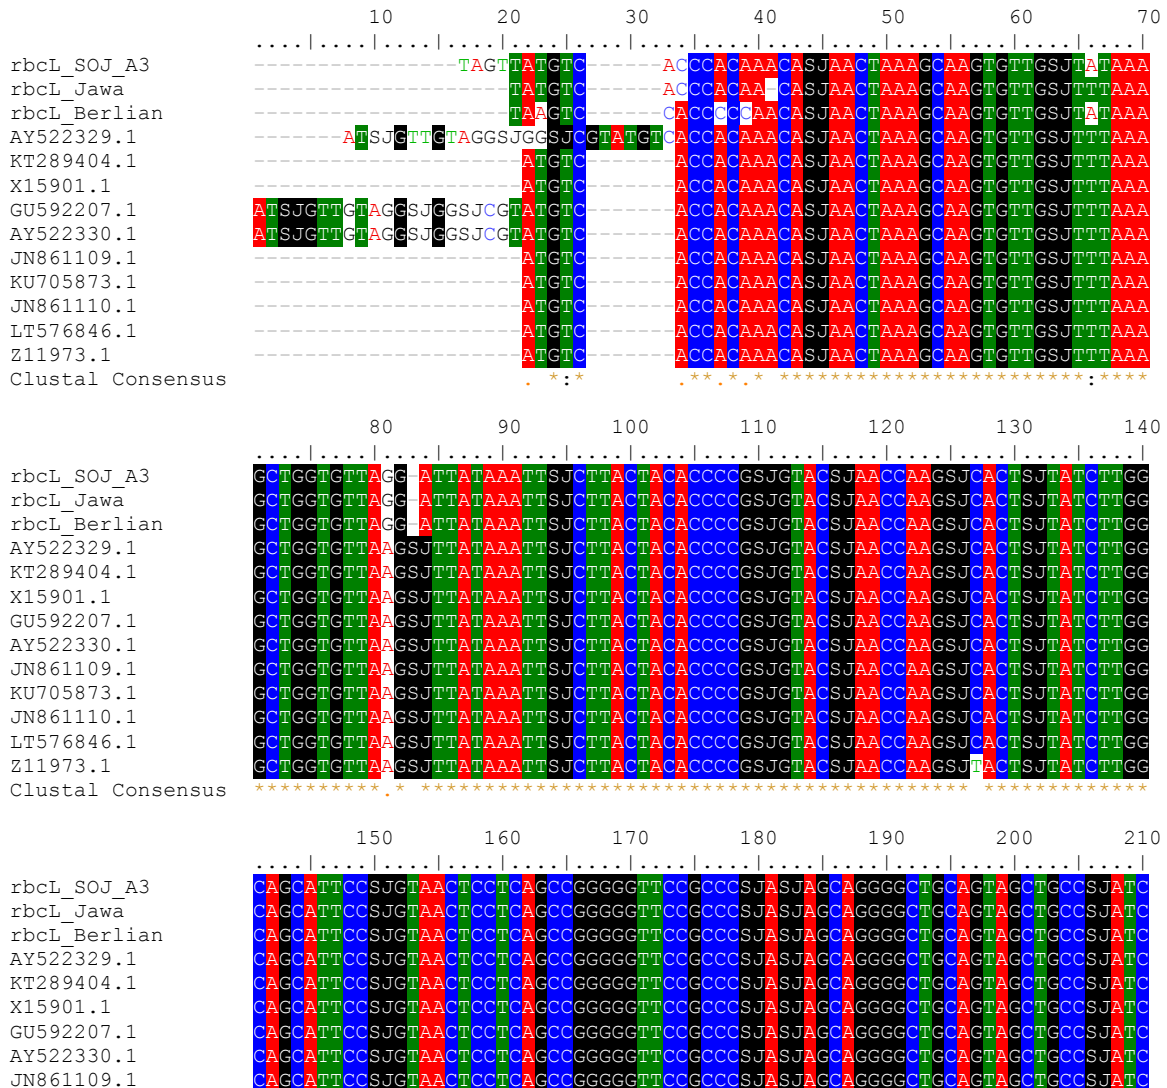 10 20 30 40 50 60 70
....|....|....|....|....|....|....|....|....|....|....|....|....|....|
rbcL_SOJ_A3 ----------------TAGTTATGTC------ACCCACAAACASJAACTAAAGCAAGTGTTGSJTATAAA
rbcL_Jawa --------------------TATGTC------ACCCACAA-CASJAACTAAAGCAAGTGTTGSJTTTAAA
rbcL_Berlian --------------------TAAGTC------CACCCCCAACASJAACTAAAGCAAGTGTTGSJTATAAA
AY522329.1 -------ATSJGTTGTAGGSJGGSJCGTATGTCACCACAAACASJAACTAAAGCAAGTGTTGSJTTTAAA
KT289404.1 ---------------------ATGTC-------ACCACAAACASJAACTAAAGCAAGTGTTGSJTTTAAA
X15901.1 ---------------------ATGTC-------ACCACAAACASJAACTAAAGCAAGTGTTGSJTTTAAA
GU592207.1 ATSJGTTGTAGGSJGGSJCGTATGTC-------ACCACAAACASJAACTAAAGCAAGTGTTGSJTTTAAA
AY522330.1 ATSJGTTGTAGGSJGGSJCGTATGTC-------ACCACAAACASJAACTAAAGCAAGTGTTGSJTTTAAA
JN861109.1 ---------------------ATGTC-------ACCACAAACASJAACTAAAGCAAGTGTTGSJTTTAAA
KU705873.1 ---------------------ATGTC-------ACCACAAACASJAACTAAAGCAAGTGTTGSJTTTAAA
JN861110.1 ---------------------ATGTC-------ACCACAAACASJAACTAAAGCAAGTGTTGSJTTTAAA
LT576846.1 ---------------------ATGTC-------ACCACAAACASJAACTAAAGCAAGTGTTGSJTTTAAA
Z11973.1 ---------------------ATGTC-------ACCACAAACASJAACTAAAGCAAGTGTTGSJTTTAAA
Clustal Consensus                      . *:*       .**.*.* ************************:****
80 90 100 110 120 130 140
....|....|....|....|....|....|....|....|....|....|....|....|....|....|
rbcL_SOJ_A3 GCTGGTGTTAGG-ATTATAAATTSJCTTACTACACCCCGSJGTACSJAACCAAGSJCACTSJTATCTTGG
rbcL_Jawa GCTGGTGTTAGG-ATTATAAATTSJCTTACTACACCCCGSJGTACSJAACCAAGSJCACTSJTATCTTGG
rbcL_Berlian GCTGGTGTTAGG-ATTATAAATTSJCTTACTACACCCCGSJGTACSJAACCAAGSJCACTSJTATCTTGG
AY522329.1 GCTGGTGTTAAGSJTTATAAATTSJCTTACTACACCCCGSJGTACSJAACCAAGSJCACTSJTATCTTGG
KT289404.1 GCTGGTGTTAAGSJTTATAAATTSJCTTACTACACCCCGSJGTACSJAACCAAGSJCACTSJTATCTTGG
X15901.1 GCTGGTGTTAAGSJTTATAAATTSJCTTACTACACCCCGSJGTACSJAACCAAGSJCACTSJTATCTTGG
GU592207.1 GCTGGTGTTAAGSJTTATAAATTSJCTTACTACACCCCGSJGTACSJAACCAAGSJCACTSJTATCTTGG
AY522330.1 GCTGGTGTTAAGSJTTATAAATTSJCTTACTACACCCCGSJGTACSJAACCAAGSJCACTSJTATCTTGG
JN861109.1 GCTGGTGTTAAGSJTTATAAATTSJCTTACTACACCCCGSJGTACSJAACCAAGSJCACTSJTATCTTGG
KU705873.1 GCTGGTGTTAAGSJTTATAAATTSJCTTACTACACCCCGSJGTACSJAACCAAGSJCACTSJTATCTTGG
JN861110.1 GCTGGTGTTAAGSJTTATAAATTSJCTTACTACACCCCGSJGTACSJAACCAAGSJCACTSJTATCTTGG
LT576846.1 GCTGGTGTTAAGSJTTATAAATTSJCTTACTACACCCCGSJGTACSJAACCAAGSJCACTSJTATCTTGG
Z11973.1 GCTGGTGTTAAGSJTTATAAATTSJCTTACTACACCCCGSJGTACSJAACCAAGSJTACTSJTATCTTGG
Clustal Consensus **********.* ******************************************* *************
150 160 170 180 190 200 210
....|....|....|....|....|....|....|....|....|....|....|....|....|....|
rbcL_SOJ_A3 CAGCATTCCSJGTAACTCCTCAGCCGGGGGTTCCGCCCSJASJAGCAGGGGCTGCAGTAGCTGCCSJATC
rbcL_Jawa CAGCATTCCSJGTAACTCCTCAGCCGGGGGTTCCGCCCSJASJAGCAGGGGCTGCAGTAGCTGCCSJATC
rbcL_Berlian CAGCATTCCSJGTAACTCCTCAGCCGGGGGTTCCGCCCSJASJAGCAGGGGCTGCAGTAGCTGCCSJATC
AY522329.1 CAGCATTCCSJGTAACTCCTCAGCCGGGGGTTCCGCCCSJASJAGCAGGGGCTGCAGTAGCTGCCSJATC
KT289404.1 CAGCATTCCSJGTAACTCCTCAGCCGGGGGTTCCGCCCSJASJAGCAGGGGCTGCAGTAGCTGCCSJATC
X15901.1 CAGCATTCCSJGTAACTCCTCAGCCGGGGGTTCCGCCCSJASJAGCAGGGGCTGCAGTAGCTGCCSJATC
GU592207.1 CAGCATTCCSJGTAACTCCTCAGCCGGGGGTTCCGCCCSJASJAGCAGGGGCTGCAGTAGCTGCCSJATC
AY522330.1 CAGCATTCCSJGTAACTCCTCAGCCGGGGGTTCCGCCCSJASJAGCAGGGGCTGCAGTAGCTGCCSJATC
JN861109.1 CAGCATTCCSJGTAACTCCTCAGCCGGGGGTTCCGCCCSJASJAGCAGGGGCTGCAGTAGCTGCCSJATC